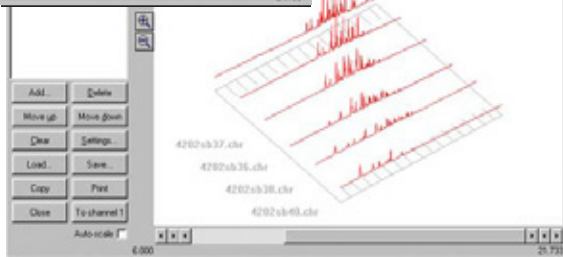 Add... Delete
Move up Move down
Clear Settings...
Load... Save...
Copy Print
Close To channel 1
Auto-scale
4202sb37.chr
4202sb36.chr
4202sb38.chr
4202sb40.chr
6.000 21.733